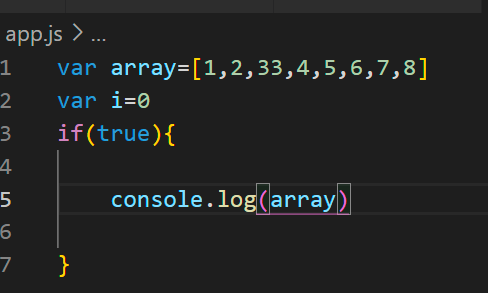 app.js > ...
1 var array=[1,2,33,4,5,6,7,8]
2 var i=0
3 if(true){
4
5 console.log(array)
6
7 }